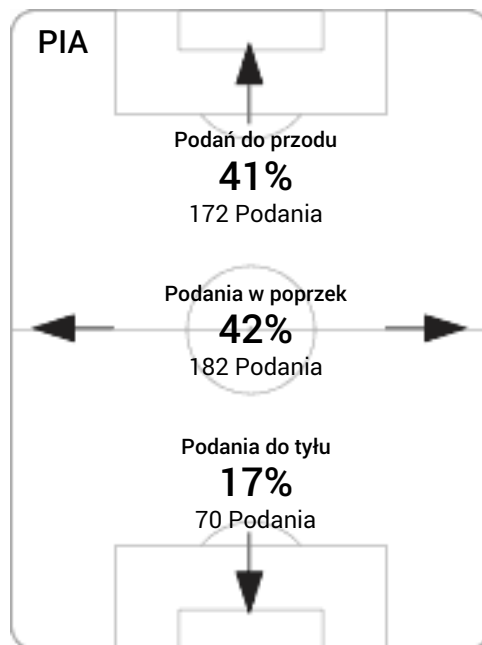 PIA
Podań do przodu
41%
172 Podania
Podania w poprzek
42%
182 Podania
Podania do tyłu
17%
70 Podania